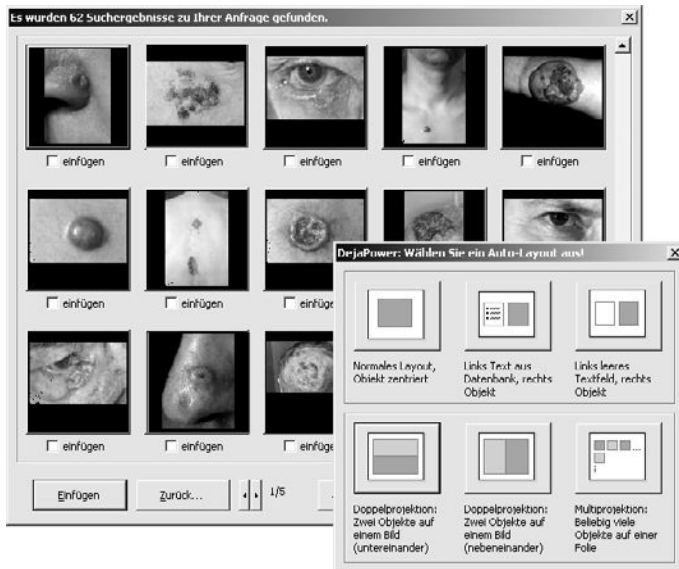 Es wurden 62 Suchergebnisse zu Ihrer Anfrage gefunden.
einfügen einfügen einfügen einfügen einfügen
einfügen einfügen einfügen
einfügen einfügen einfüge
Einfügen Zurück... 1/5
DejaPower: Wählen Sie ein Auto-Layout aus!
Normales Layout,
Objekt zentriert
Links Text aus
Datenbank, rechts
Objekt
Links leeres
Textfeld, rechts
Objekt
Doppelprojektion:
Zwei Objekte auf
einem Bild
(untereinander)
Doppelprojektion:
Zwei Objekte auf
einem Bild
(nebeneinander)
Multiprojektion:
Beliebig viele
Objekte auf einer
Folie